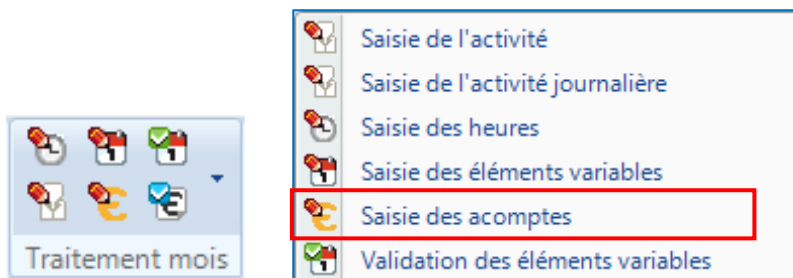 Saisie de l'activité
Saisie de l'activité journalière
Saisie des heures
Saisie des éléments variables
Saisie des acomptes
Validation des éléments variables
Traitement mois